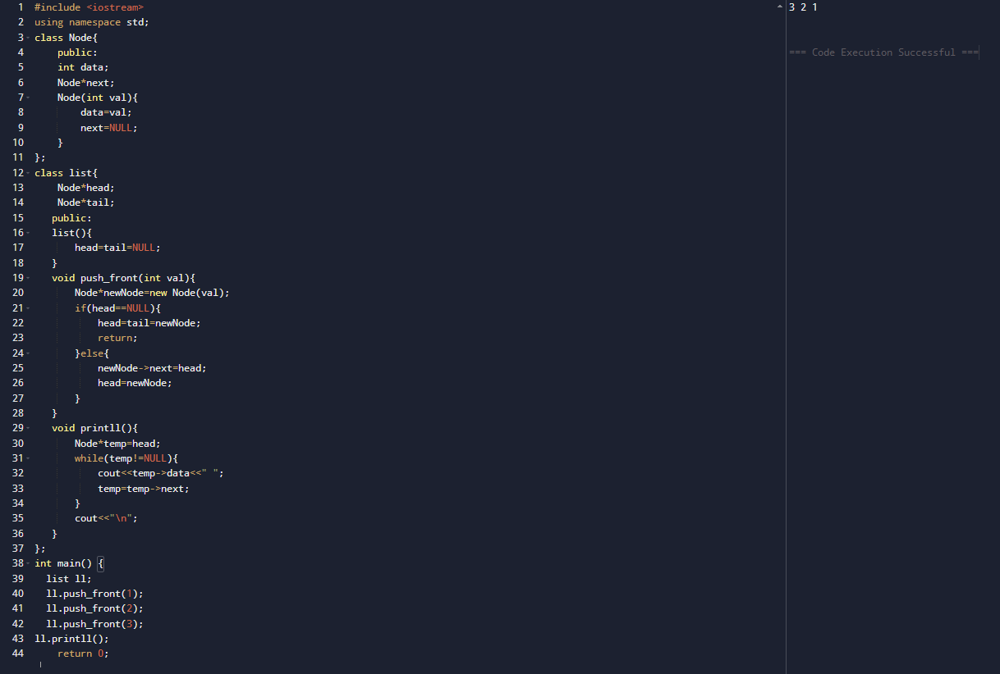 1 #include <iostream>
2 using namespace std;
3 class Node{
4     public:
5     int data;
6     Node*next;
7     Node(int val){
8         data=val;
9         next=NULL;
10     }
11 };
12 class list{
13     Node*head;
14     Node*tail;
15    public:
16    list(){
17        head=tail=NULL;
18    }
19    void push_front(int val){
20        Node*newNode=new Node(val);
21        if(head==NULL){
22            head=tail=newNode;
23            return;
24        }else{
25            newNode->next=head;
26            head=newNode;
27        }
28    }
29    void printll(){
30        Node*temp=head;
31        while(temp!=NULL){
32            cout<<temp->data<<" ";
33            temp=temp->next;
34        }
35        cout<<"\n";
36    }
37 };
38 int main() {
39   list ll;
40   ll.push_front(1);
41   ll.push_front(2);
42   ll.push_front(3);
43 ll.printll();
44     return 0;
3 2 1
=== Code Execution Successful ===